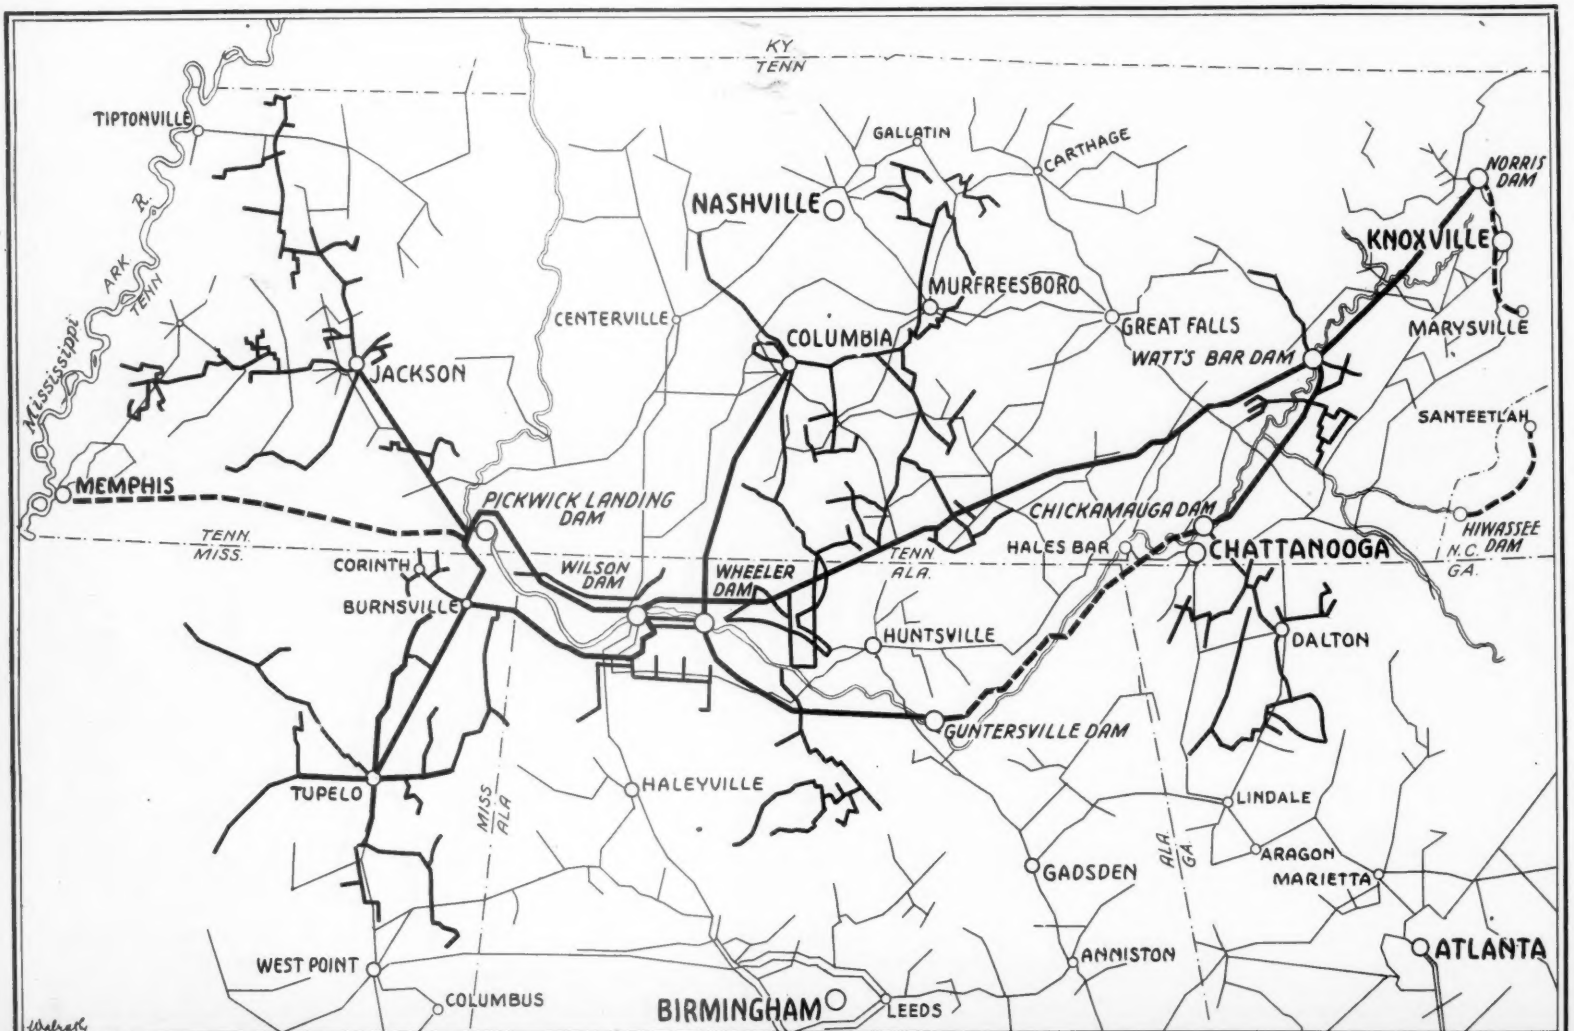 KY
TENN
TIPTONVILLE
GALLATIN
CARTHAGE
NORRIS
DAM
R.
NASHVILLE
KNOXVILLE
ARK.
TENN
MURFREESBORO
CENTERVILLE
GREAT FALLS
MARYSVILLE
COLUMBIA
WATT'S BAR DAM
Mississippi
JACKSON
SANTEETLAH
MEMPHIS
PICKWICK LANDING
DAM
CHICKAMAUGA DAM
HIWASSEE
DAM
TENN.
MISS.
HALES BAR
CHATTANOOGA
N.C.
GA.
CORINTH
WILSON
DAM
WHEELER
DAM
TENN
ALA.
BURNSVILLE
HUNTSVILLE
DALTON
GUNTERSVILLE DAM
TUPELO
HALEYVILLE
MISS
ALA
LINDALE
ALA.
GA.
ARAGON
GADSDEN
MARIETTA
WEST POINT
ANNISTON
ATLANTA
COLUMBUS
BIRMINGHAM
LEEDS
Walrath